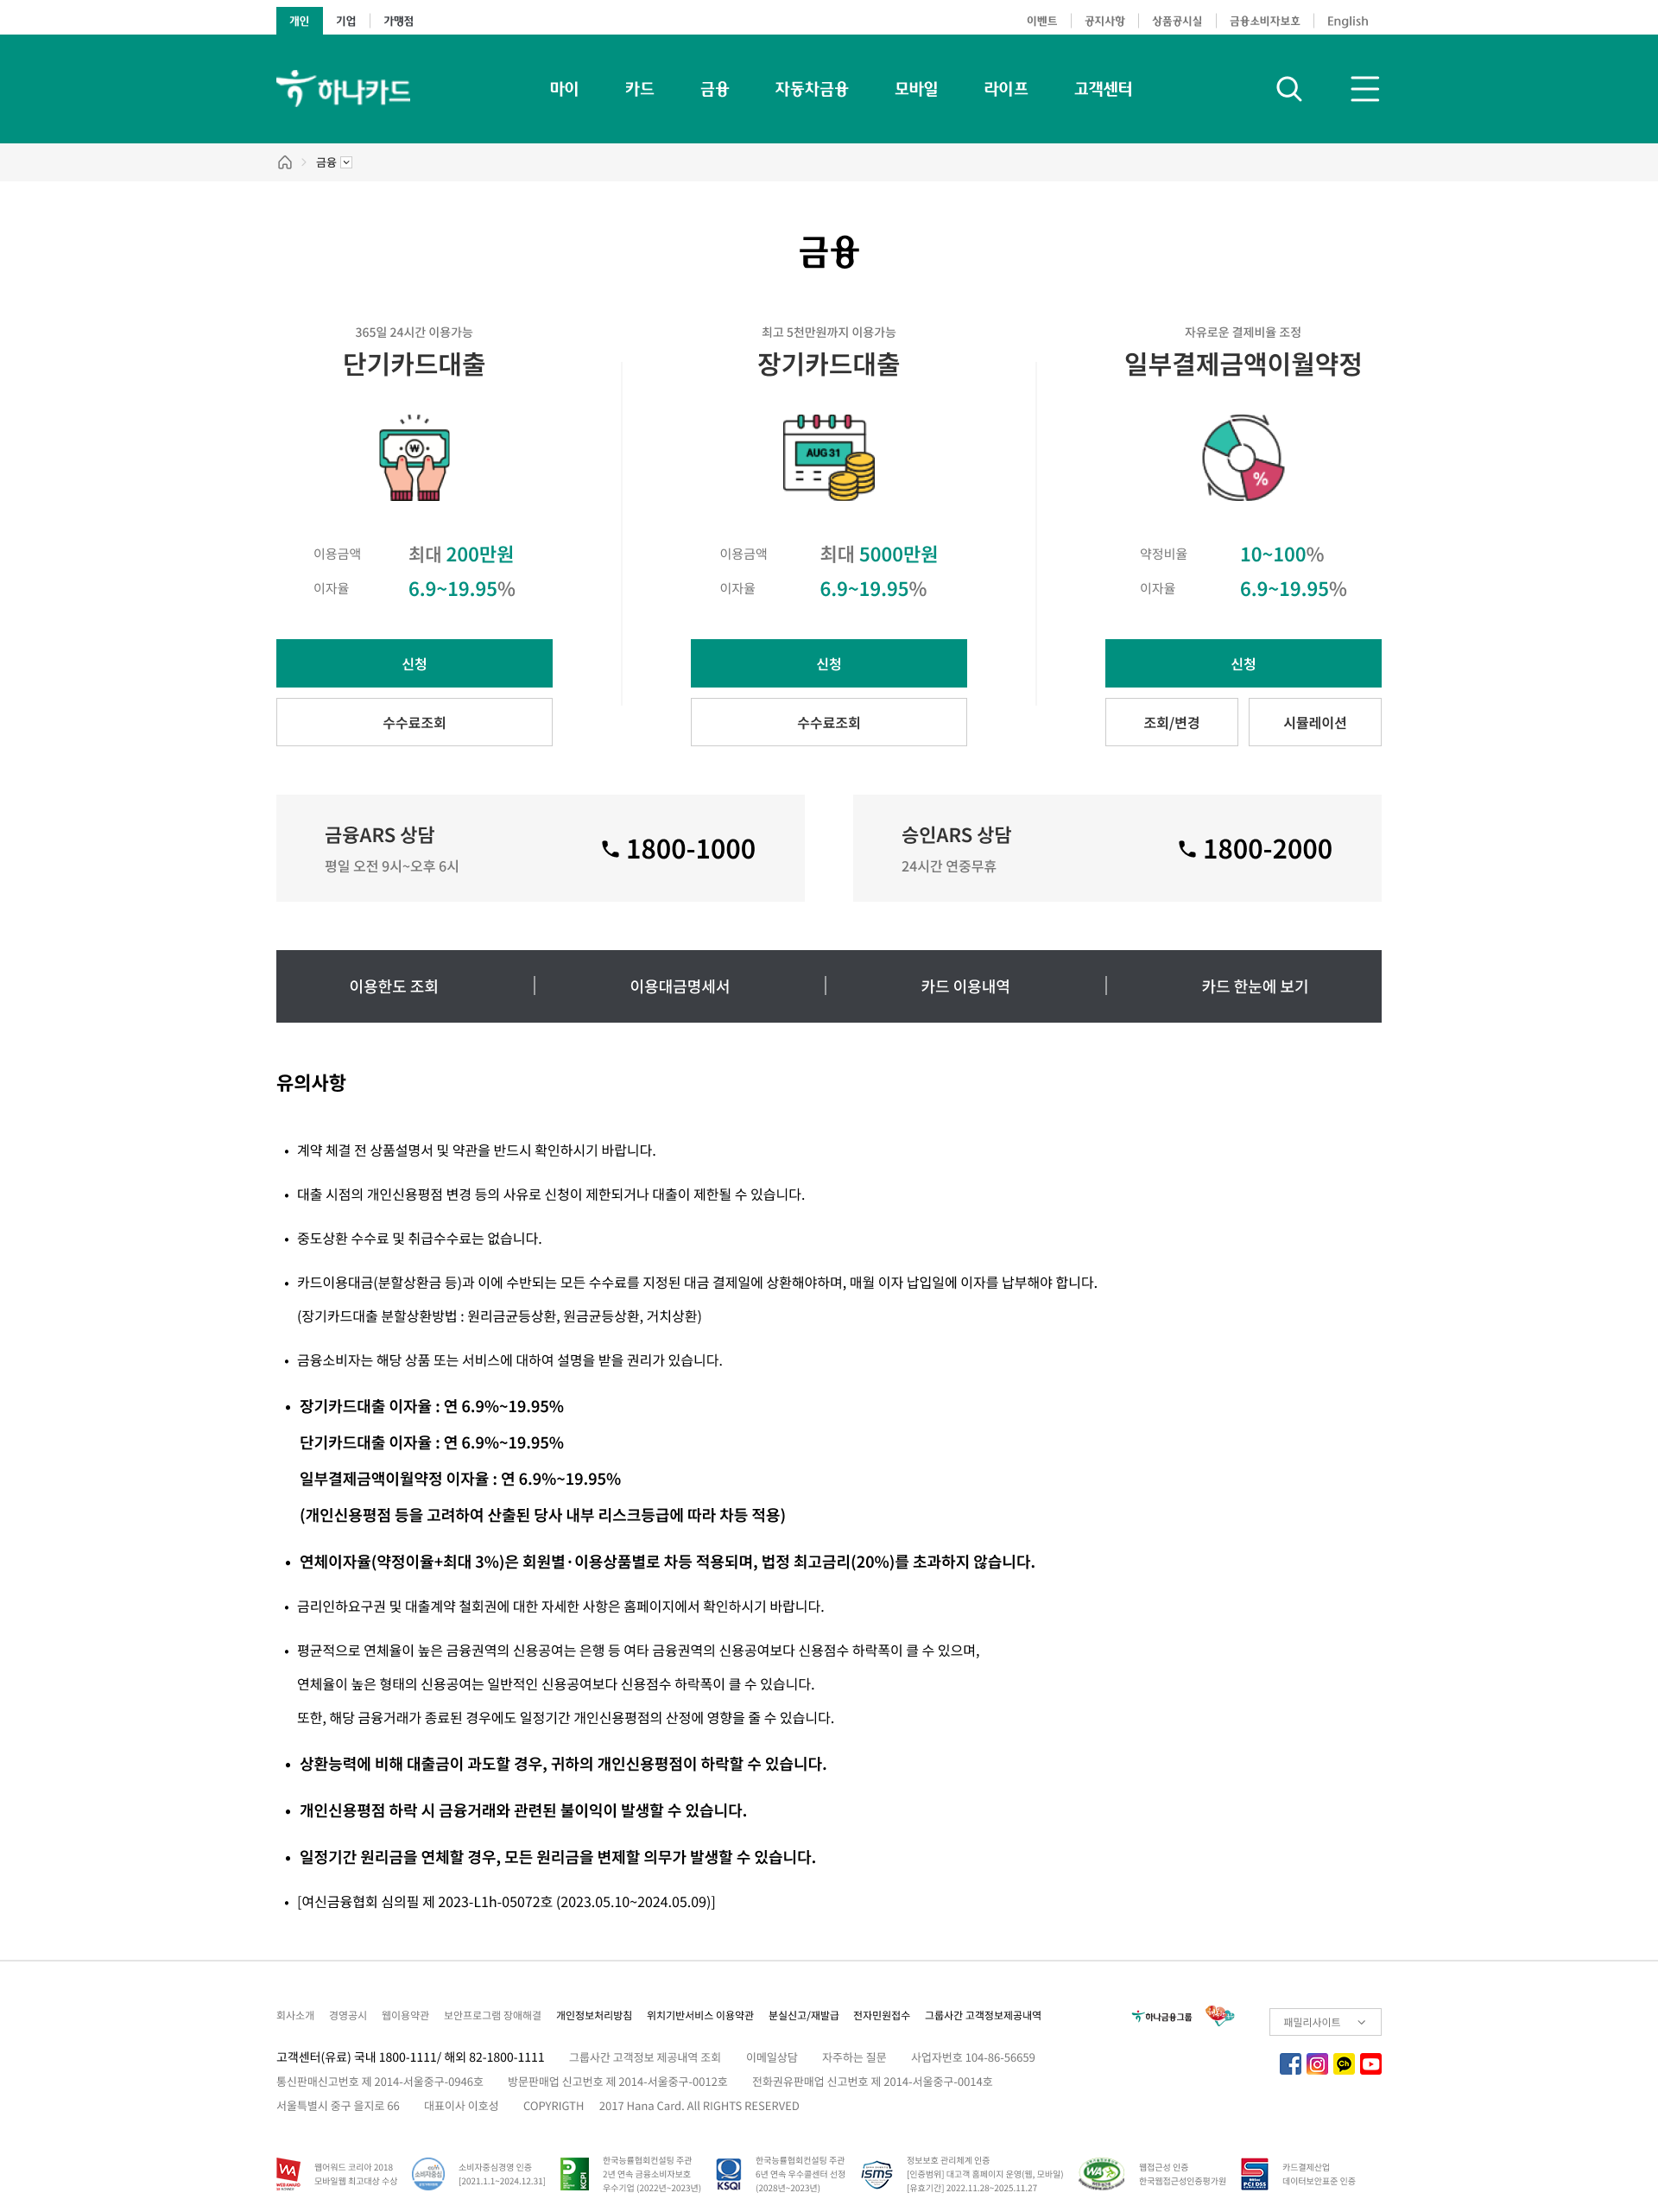 개인 기업 가맹점 이벤트 공지사항 상품공시실 금융소비자보호 English
하나카드 마이 카드 금융 자동차금융 모바일 라이프 고객센터
금융
금융
365일 24시간 이용가능
단기카드대출
이용금액 최대 200만원
이자율 6.9~19.95%
신청
수수료조회
최고 5천만원까지 이용가능
장기카드대출
AUG 31
이용금액 최대 5000만원
이자율 6.9~19.95%
신청
수수료조회
자유로운 결제비율 조정
일부결제금액이월약정
%
약정비율 10~100%
이자율 6.9~19.95%
신청
조회/변경 시뮬레이션
금융ARS 상담
평일 오전 9시~오후 6시
1800-1000
승인ARS 상담
24시간 연중무휴
1800-2000
이용한도 조회 이용대금명세서 카드 이용내역 카드 한눈에 보기
유의사항
• 계약 체결 전 상품설명서 및 약관을 반드시 확인하시기 바랍니다.
• 대출 시점의 개인신용평점 변경 등의 사유로 신청이 제한되거나 대출이 제한될 수 있습니다.
• 중도상환 수수료 및 취급수수료는 없습니다.
• 카드이용대금(분할상환금 등)과 이에 수반되는 모든 수수료를 지정된 대금 결제일에 상환해야하며, 매월 이자 납입일에 이자를 납부해야 합니다.
(장기카드대출 분할상환방법 : 원리금균등상환, 원금균등상환, 거치상환)
• 금융소비자는 해당 상품 또는 서비스에 대하여 설명을 받을 권리가 있습니다.
• 장기카드대출 이자율 : 연 6.9%~19.95%
단기카드대출 이자율 : 연 6.9%~19.95%
일부결제금액이월약정 이자율 : 연 6.9%~19.95%
(개인신용평점 등을 고려하여 산출된 당사 내부 리스크등급에 따라 차등 적용)
• 연체이자율(약정이율+최대 3%)은 회원별·이용상품별로 차등 적용되며, 법정 최고금리(20%)를 초과하지 않습니다.
• 금리인하요구권 및 대출계약 철회권에 대한 자세한 사항은 홈페이지에서 확인하시기 바랍니다.
• 평균적으로 연체율이 높은 금융권역의 신용공여는 은행 등 여타 금융권역의 신용공여보다 신용점수 하락폭이 클 수 있으며,
연체율이 높은 형태의 신용공여는 일반적인 신용공여보다 신용점수 하락폭이 클 수 있습니다.
또한, 해당 금융거래가 종료된 경우에도 일정기간 개인신용평점의 산정에 영향을 줄 수 있습니다.
• 상환능력에 비해 대출금이 과도할 경우, 귀하의 개인신용평점이 하락할 수 있습니다.
• 개인신용평점 하락 시 금융거래와 관련된 불이익이 발생할 수 있습니다.
• 일정기간 원리금을 연체할 경우, 모든 원리금을 변제할 의무가 발생할 수 있습니다.
• [여신금융협회 심의필 제 2023-L1h-05072호 (2023.05.10~2024.05.09)]
회사소개 경영공시 웹이용약관 보안프로그램 장애해결 개인정보처리방침 위치기반서비스 이용약관 분실신고/재발급 전자민원접수 그룹사간 고객정보제공내역
하나금융그룹 패밀리사이트
고객센터(유료) 국내 1800-1111/ 해외 82-1800-1111 그룹사간 고객정보 제공내역 조회 이메일상담 자주하는 질문 사업자번호 104-86-56659
통신판매신고번호 제 2014-서울중구-0946호 방문판매업 신고번호 제 2014-서울중구-0012호 전화권유판매업 신고번호 제 2014-서울중구-0014호
서울특별시 중구 을지로 66 대표이사 이호성 COPYRIGTH 2017 Hana Card. All RIGHTS RESERVED
웹어워드 코리아 2018
모바일웹 최고대상 수상
소비자중심
소비자중심경영 인증
[2021.1.1~2024.12.31]
KCPI
한국능률협회컨설팅 주관
2년 연속 금융소비자보호
우수기업 (2022년~2023년)
KSQI
한국능률협회컨설팅 주관
6년 연속 우수콜센터 선정
(2028년~2023년)
ISMS
정보보호 관리체계 인증
[인증범위] 대고객 홈페이지 운영(웹, 모바일)
[유효기간] 2022.11.28~2025.11.27
WA
웹접근성 인증
한국웹접근성인증평가원
PCI DSS
카드결제산업
데이터보안표준 인증